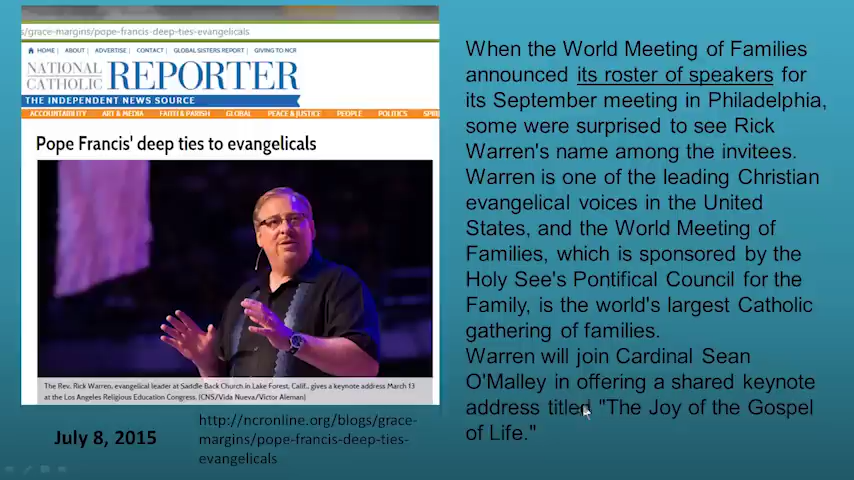 s/grace-margins/pope-francis-deep-ties-evangelicals
HOME | ABOUT | ADVERTISE | CONTACT | GLOBAL SISTERS REPORT | GIVING TO NCR
NATIONAL CATHOLIC REPORTER
THE INDEPENDENT NEWS SOURCE
ACCOUNTABILITY ART & MEDIA FAITH & PARISH GLOBAL PEACE & JUSTICE PEOPLE POLITICS SPIR
Pope Francis' deep ties to evangelicals
The Rev. Rick Warren, evangelical leader at Saddle Back Church in Lake Forest, Calif., gives a keynote address March 13
at the Los Angeles Religious Education Congress. (CNS/Vida Nueva/Victor Aleman)
July 8, 2015
http://ncronline.org/blogs/grace-
margins/pope-francis-deep-ties-
evangelicals
When the World Meeting of Families
announced its roster of speakers for
its September meeting in Philadelphia,
some were surprised to see Rick
Warren's name among the invitees.
Warren is one of the leading Christian
evangelical voices in the United
States, and the World Meeting of
Families, which is sponsored by the
Holy See's Pontifical Council for the
Family, is the world's largest Catholic
gathering of families.
Warren will join Cardinal Sean
O'Malley in offering a shared keynote
address titled "The Joy of the Gospel
of Life."